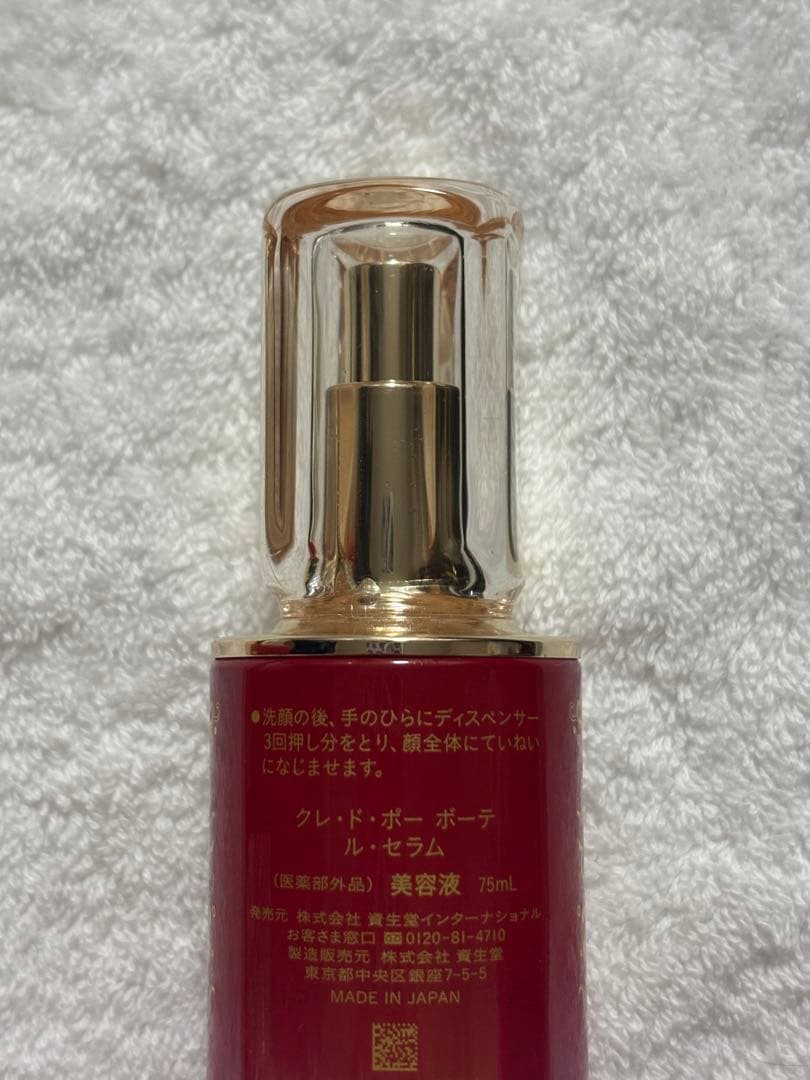 ●洗顔の後、手のひらにディスペンサー
3回押し分をとり、顔全体にていねい
になじませます。
クレ・ド・ポー ボーテ
ル・セラム
(医薬部外品) 美容液 75mL
発売元 株式会社 資生堂インターナショナル
お客さま窓口 0120-81-4710
製造販売元 株式会社 資生堂
東京都中央区銀座7-5-5
MADE IN JAPAN